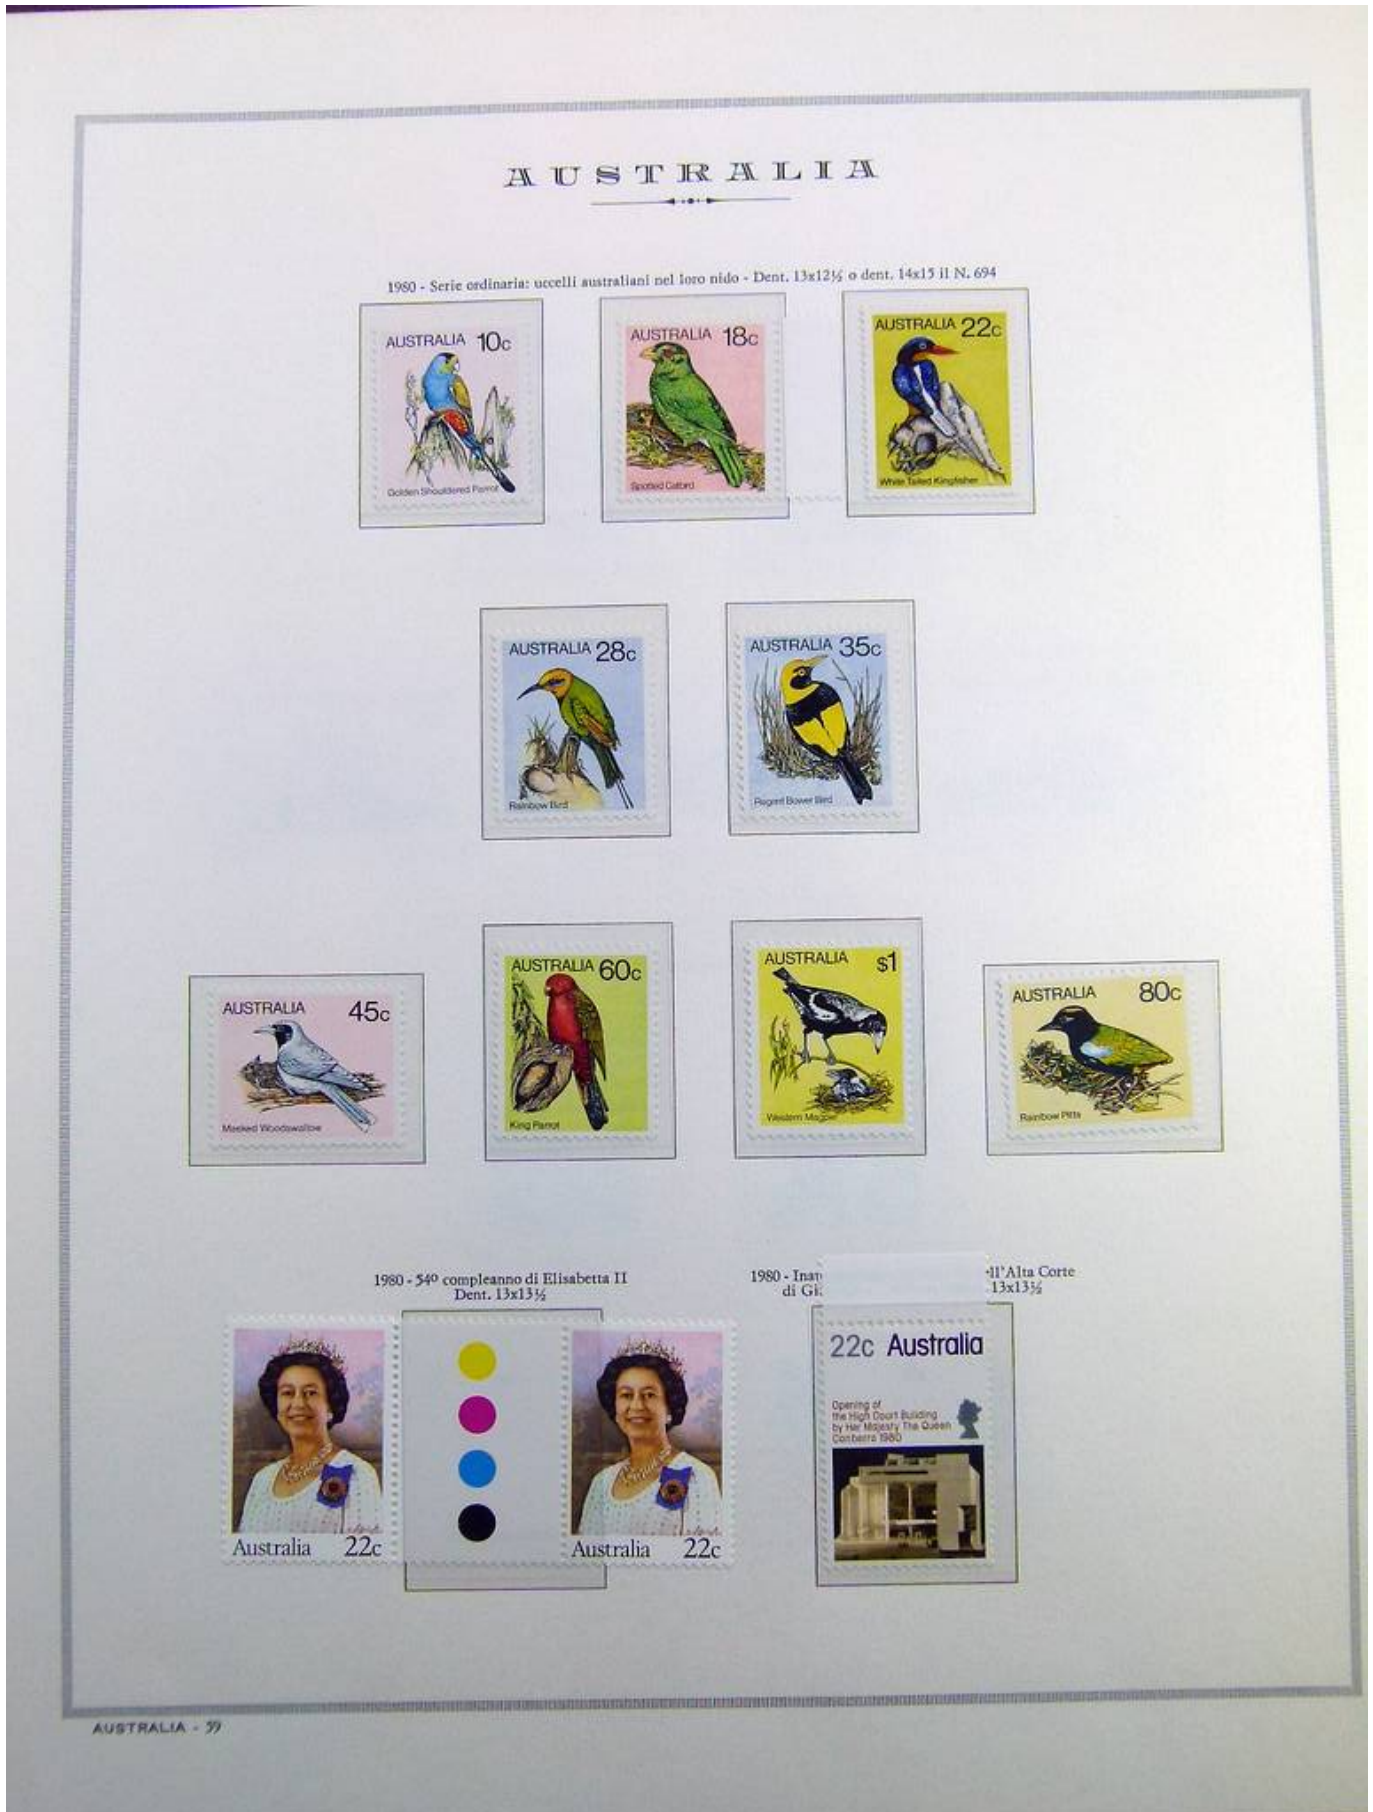 AUSTRALIA
1980 - Serie ordinaria: uccelli australiani nel loro nido - Dent. 13x12½ o dent. 14x15 il N. 694
AUSTRALIA 10c
Golden Shouldered Parrot
AUSTRALIA 18c
Spotted Catbird
AUSTRALIA 22c
White Tailed Kingfisher
AUSTRALIA 28c
Rainbow Bird
AUSTRALIA 35c
Regent Bower Bird
AUSTRALIA 45c
Masked Woodswallow
AUSTRALIA 60c
King Parrot
AUSTRALIA $1
Western Magpie
AUSTRALIA 80c
Rainbow Pitta
1980 - 54º compleanno di Elisabetta II
Dent. 13x13½
Australia 22c
Australia 22c
1980 - ll'Alta Corte
di 13x13½
22c Australia
Opening of
the High Court Building
by Her Majesty The Queen
Canberra 1980
AUSTRALIA - 59